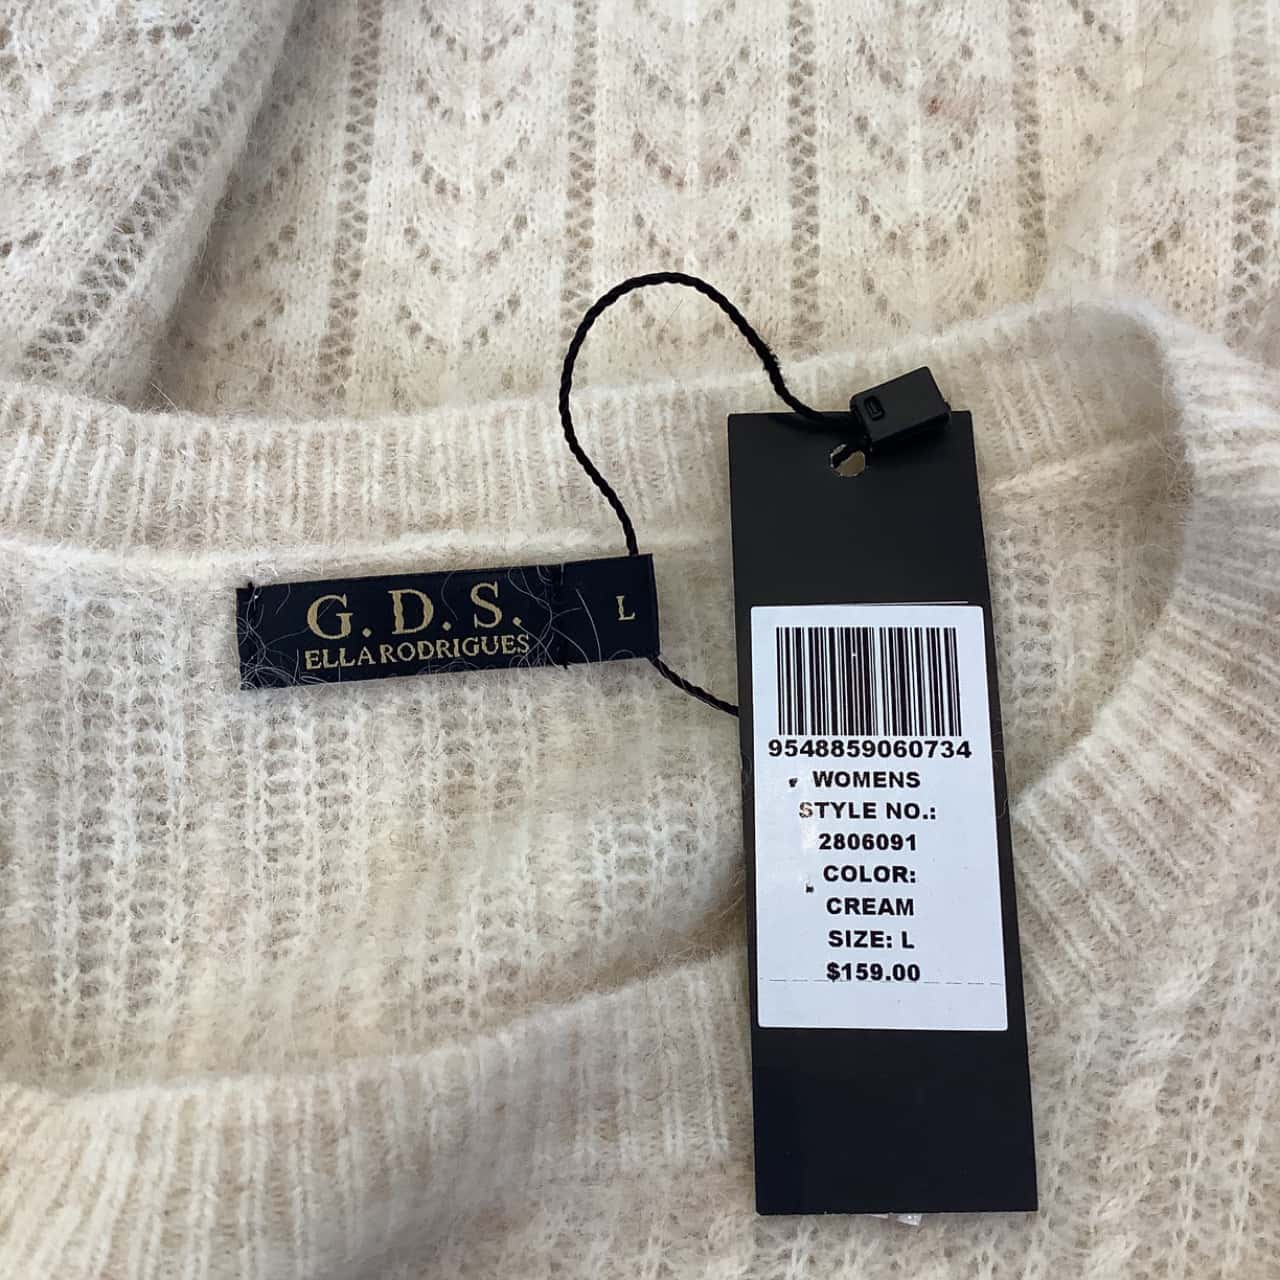 G. D. S.
ELLA RODRIGUES
L
9548859060734
WOMENS
STYLE NO.:
2806091
COLOR:
CREAM
SIZE: L
$159.00